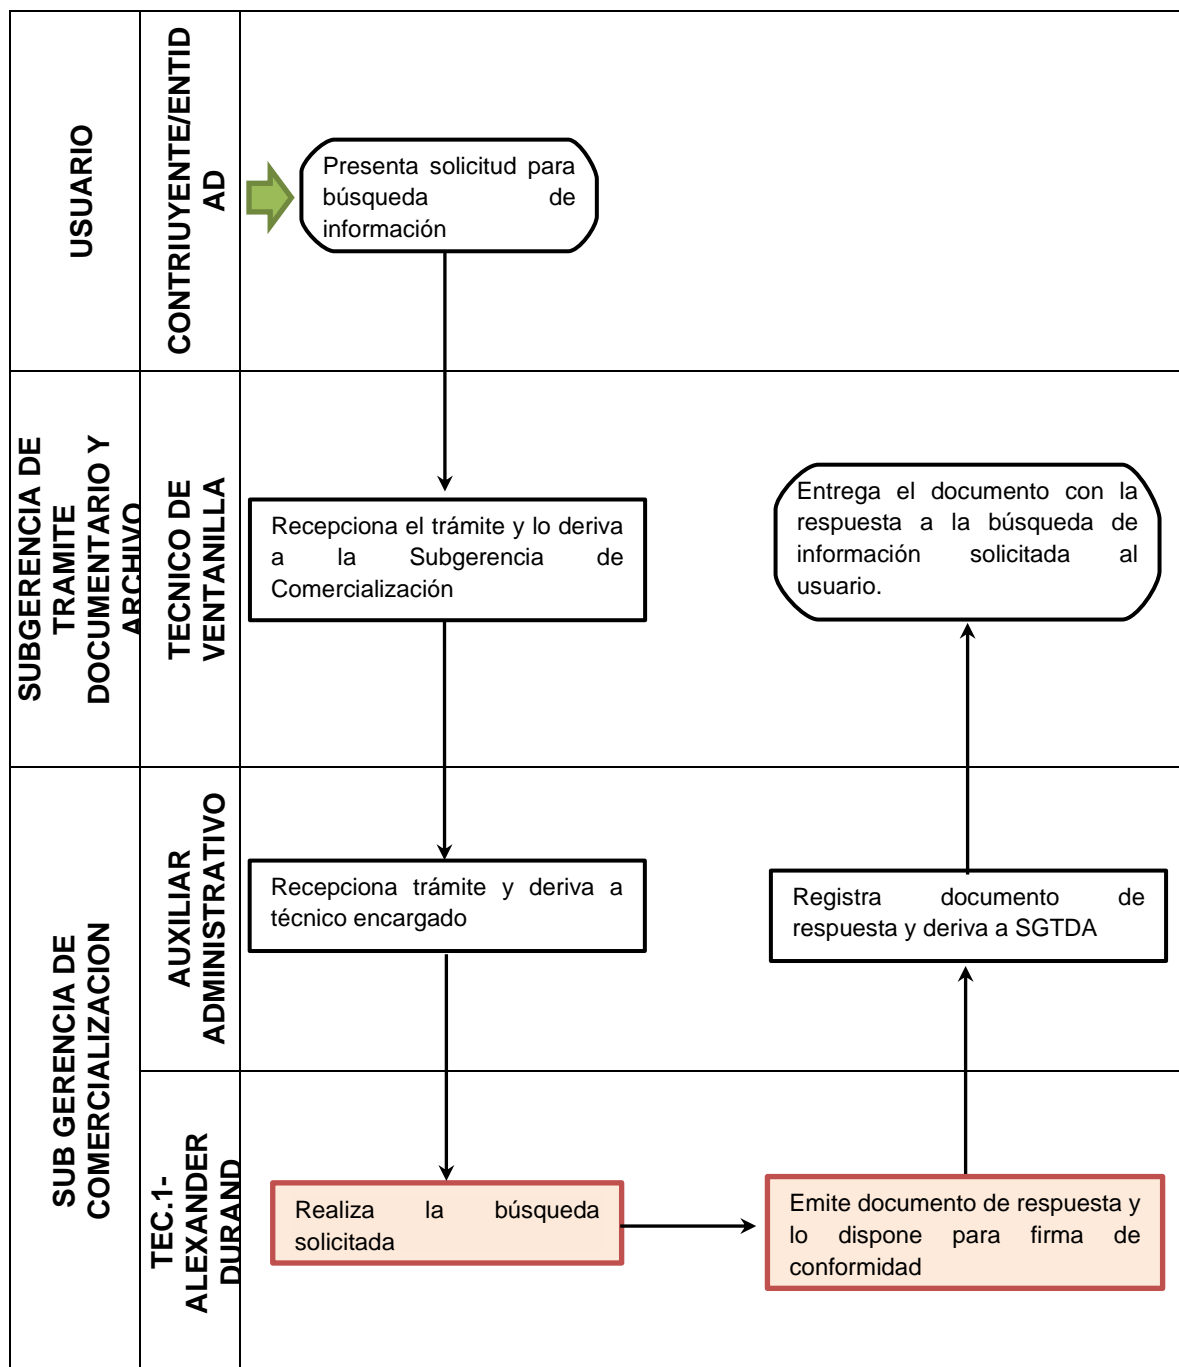 USUARIO
CONTRIUYENTE/ENTID
AD
Presenta solicitud para
búsqueda de
información
SUBGERENCIA DE
TRAMITE
DOCUMENTARIO Y
ARCHIVO
TECNICO DE
VENTANILLA
Recepciona el trámite y lo deriva
a la Subgerencia de
Comercialización
Entrega el documento con la
respuesta a la búsqueda de
información solicitada al
usuario.
SUB GERENCIA DE
COMERCIALIZACION
AUXILIAR
ADMINISTRATIVO
Recepciona trámite y deriva a
técnico encargado
Registra documento de
respuesta y deriva a SGTDA
TEC.1-
ALEXANDER
DURAND
Realiza la búsqueda
solicitada
Emite documento de respuesta y
lo dispone para firma de
conformidad